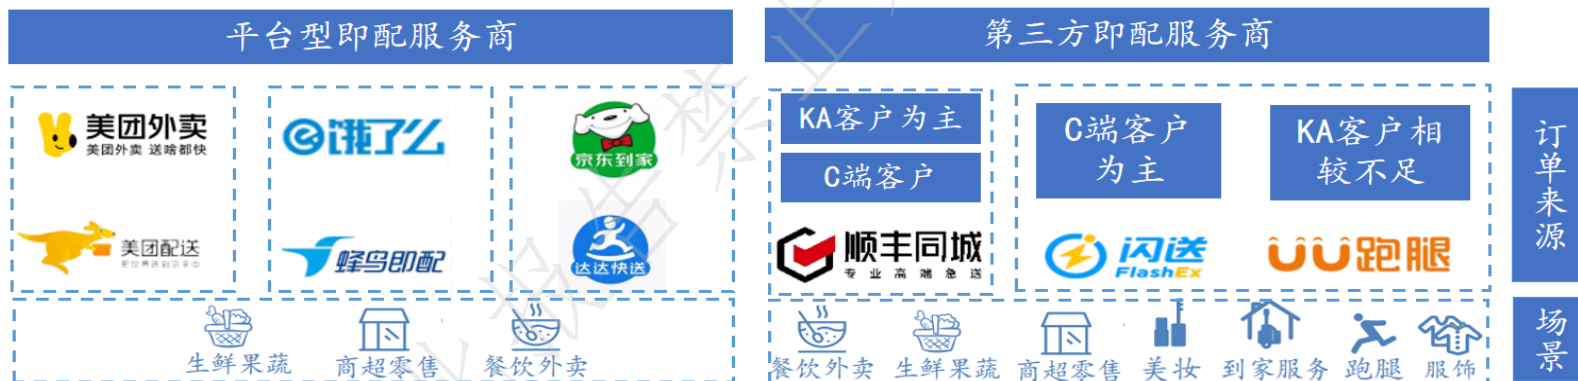 平台型即配服务商
第三方即配服务商
美团外卖
美团外卖 送啥都快
饿了么
京东到家
美团配送
蜂鸟即配
达达快送
KA客户为主
C端客户
顺丰同城
专业高端急送
C端客户
为主
KA客户相
较不足
闪送
FlashEx
UU跑腿
订单来源
生鲜果蔬
商超零售
餐饮外卖
餐饮外卖
生鲜果蔬
商超零售
美妆
到家服务
跑腿
服饰
场景